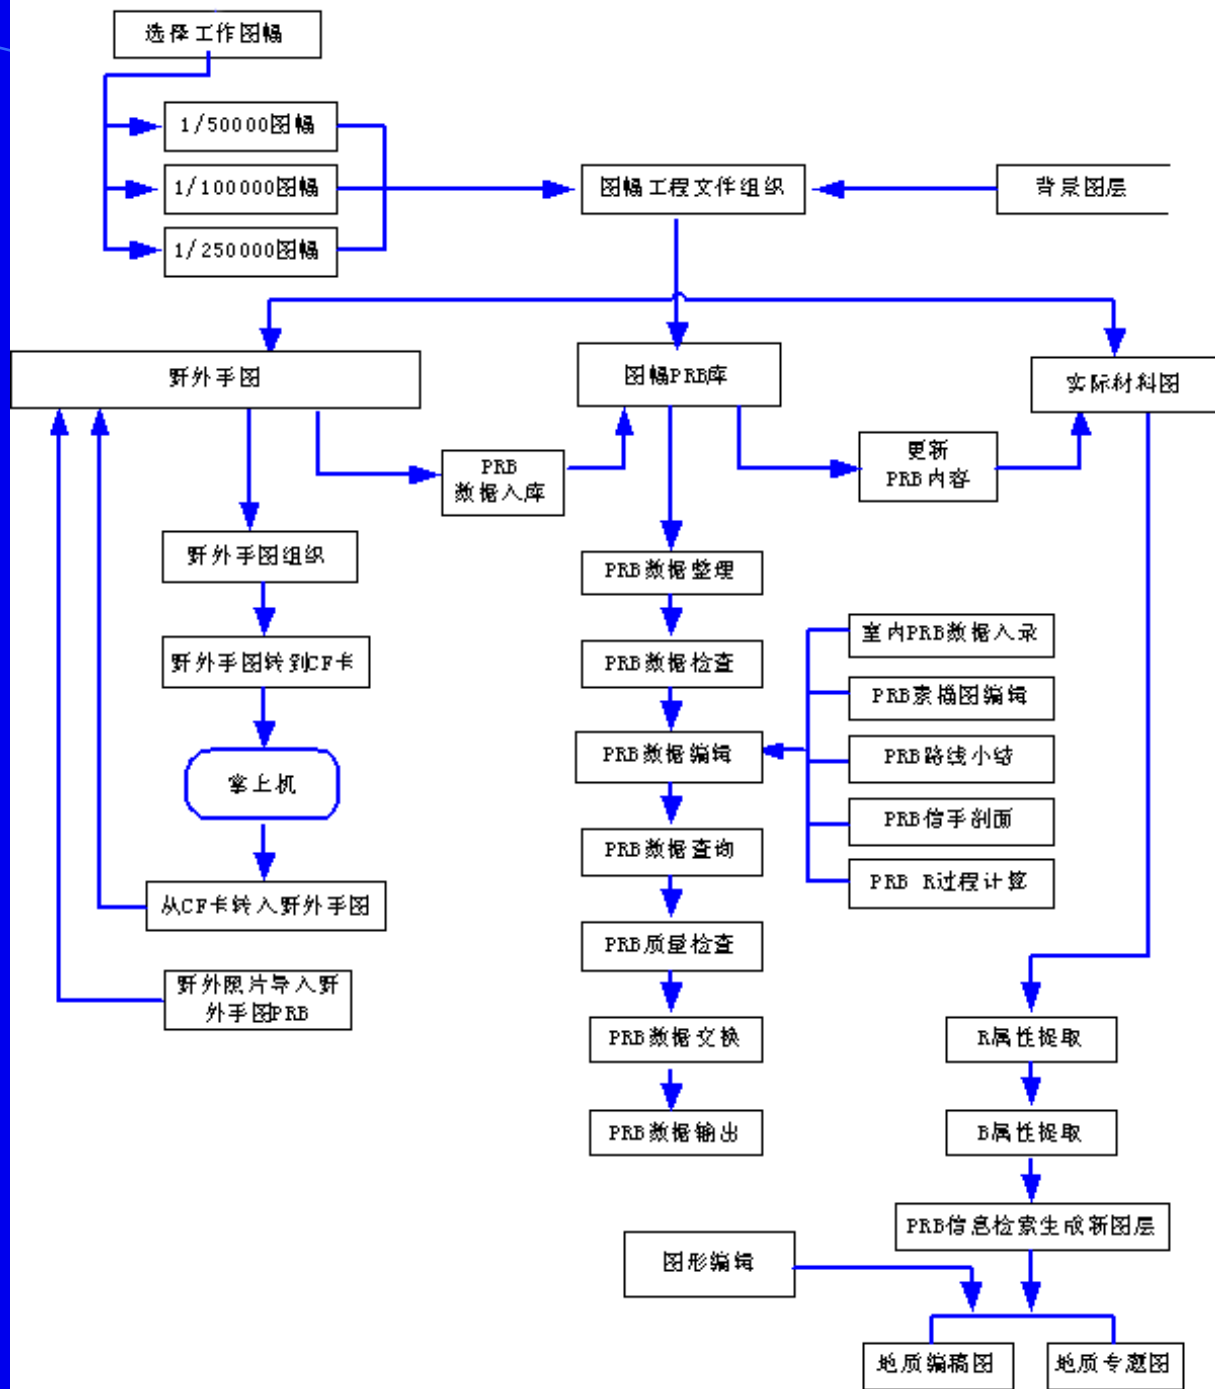 选择工作图幅
1/50000图幅
1/100000图幅
图幅工程文件组织
背景图层
1/250000图幅
野外手图
图幅PRB库
实际材料图
PRB
数据入库
更新
PRB内容
野外手图组织
PRB数据整理
室内PRB数据入录
野外手图转到CF卡
PRB数据检查
PRB素描图编辑
掌上机
PRB数据编辑
PRB路线小结
PRB信手剖面
PRB数据查询
PRB R过程计算
从CF卡转入野外手图
PRB质量检查
野外照片导入野
外手图PRB
PRB数据交换
R属性提取
PRB数据输出
B属性提取
PRB信息检索生成新图层
图形编辑
地质编稿图
地质专题图